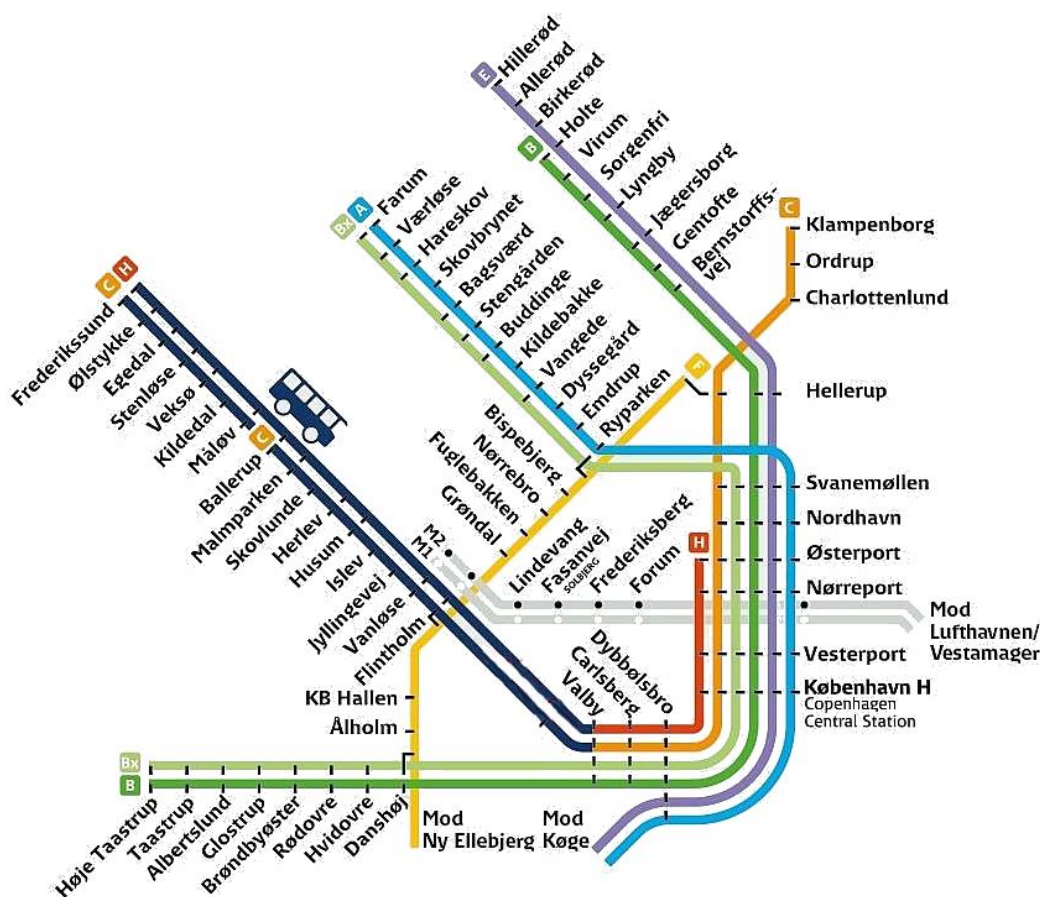 E
Hillerød
Allerød
Birkerød
Holte
Virum
Sorgenfri
Lyngby
Jægersborg
Gentofte
Bernstorffs-
vej
B
C
Klampenborg
Ordrup
Charlottenlund
Bx
A
Farum
Værløse
Hareskov
Skovbrynet
Bagsværd
Stengården
Buddinge
Kildebakke
Vangede
Dyssegård
Emdrup
Ryparken
F
Hellerup
C
H
Frederikssund
Ølstykke
Egedal
Stenløse
Veksø
Kildedal
Måløv
C
Ballerup
Malmparken
Skovlunde
Herlev
Husum
Islev
Jyllingevej
Vanløse
Flintholm
Bispebjerg
Nørrebro
Fuglebakken
Grøndal
M2
M1
Lindevang
Fasanvej
SOLBJERG
Frederiksberg
Forum
H
Svanemøllen
Nordhavn
Østerport
Nørreport
Mod
Lufthavnen/
Vestamager
Vesterport
København H
Copenhagen
Central Station
Dybbølsbro
Carlsberg
Valby
KB Hallen
Ålholm
Bx
B
Høje Taastrup
Taastrup
Albertslund
Glostrup
Brøndbyøster
Rødovre
Hvidovre
Danshøj
Mod
Ny Ellebjerg
Mod
Køge